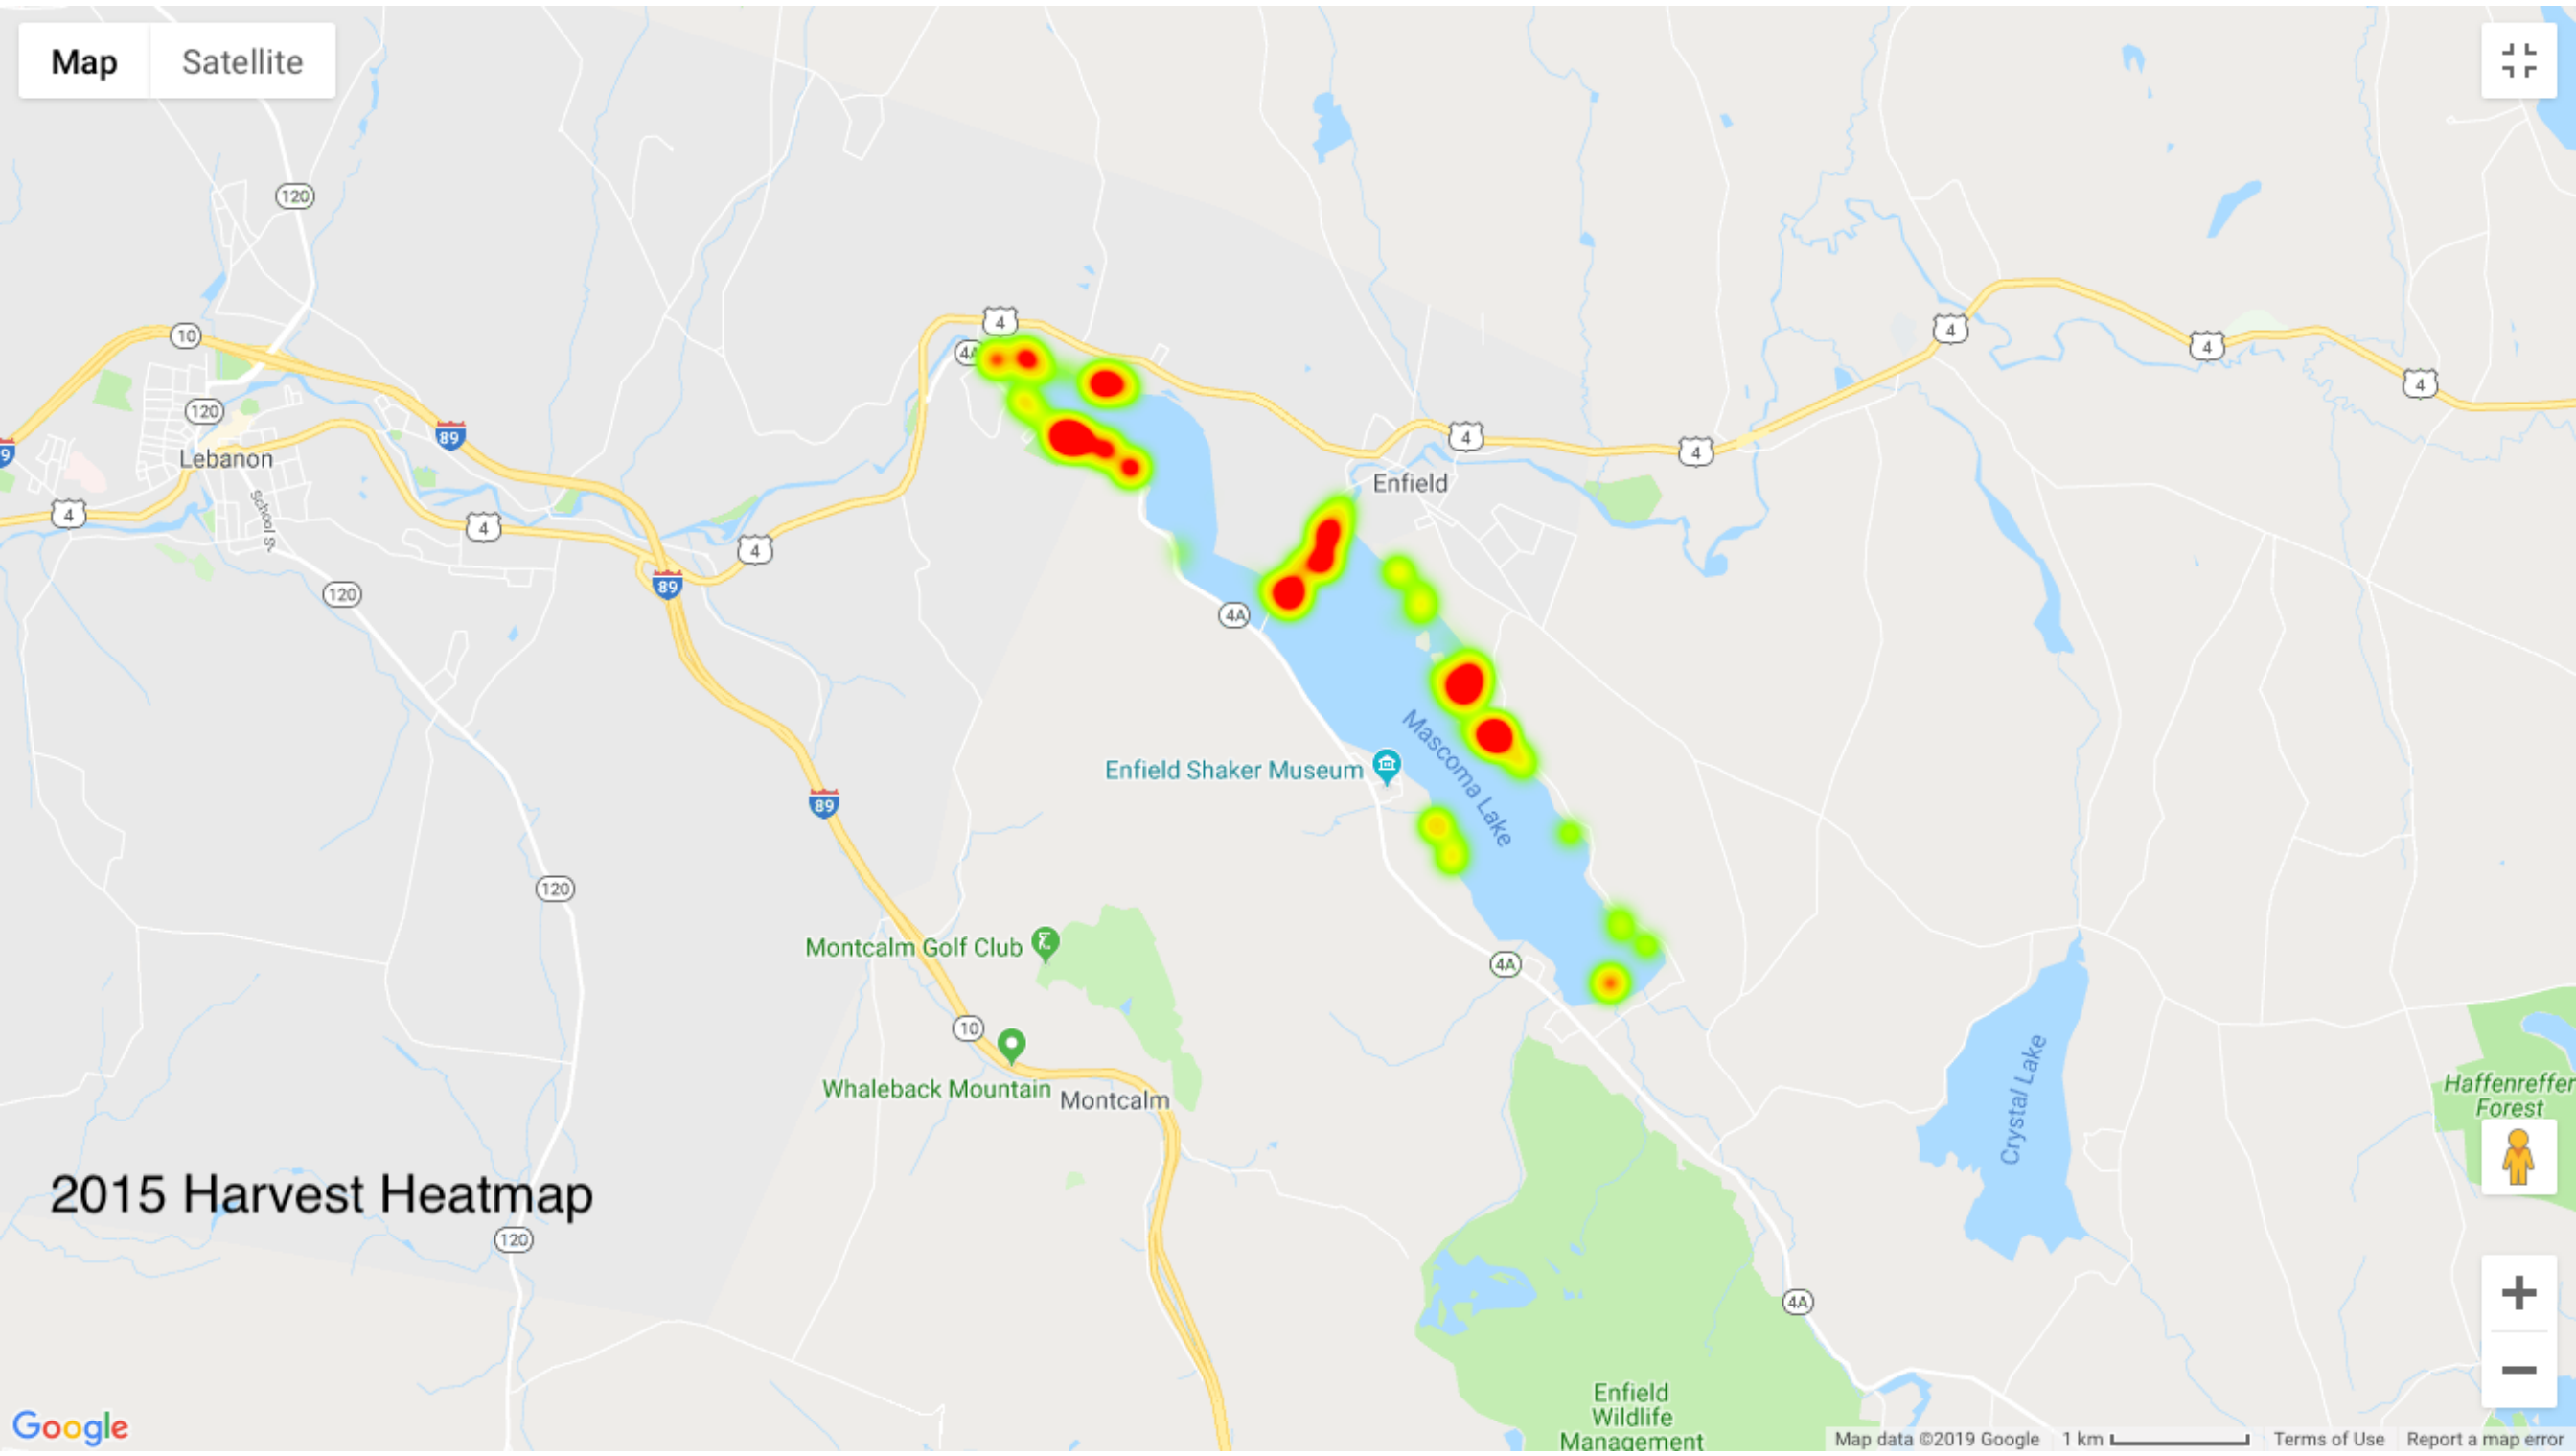 Map Satellite
120
4
10
4
4A
4
4
120
4
89
4
4
9
Lebanon
Enfield
4
School S
4
4
89
120
4A
Mascoma Lake
Enfield Shaker Museum
89
120
Montcalm Golf Club
4A
10
Crystal Lake
Whaleback Mountain
Montcalm
Haffenreffer
Forest
2015 Harvest Heatmap
120
4A
Enfield
Wildlife
Management
Google
Map data ©2019 Google 1 km Terms of Use Report a map error